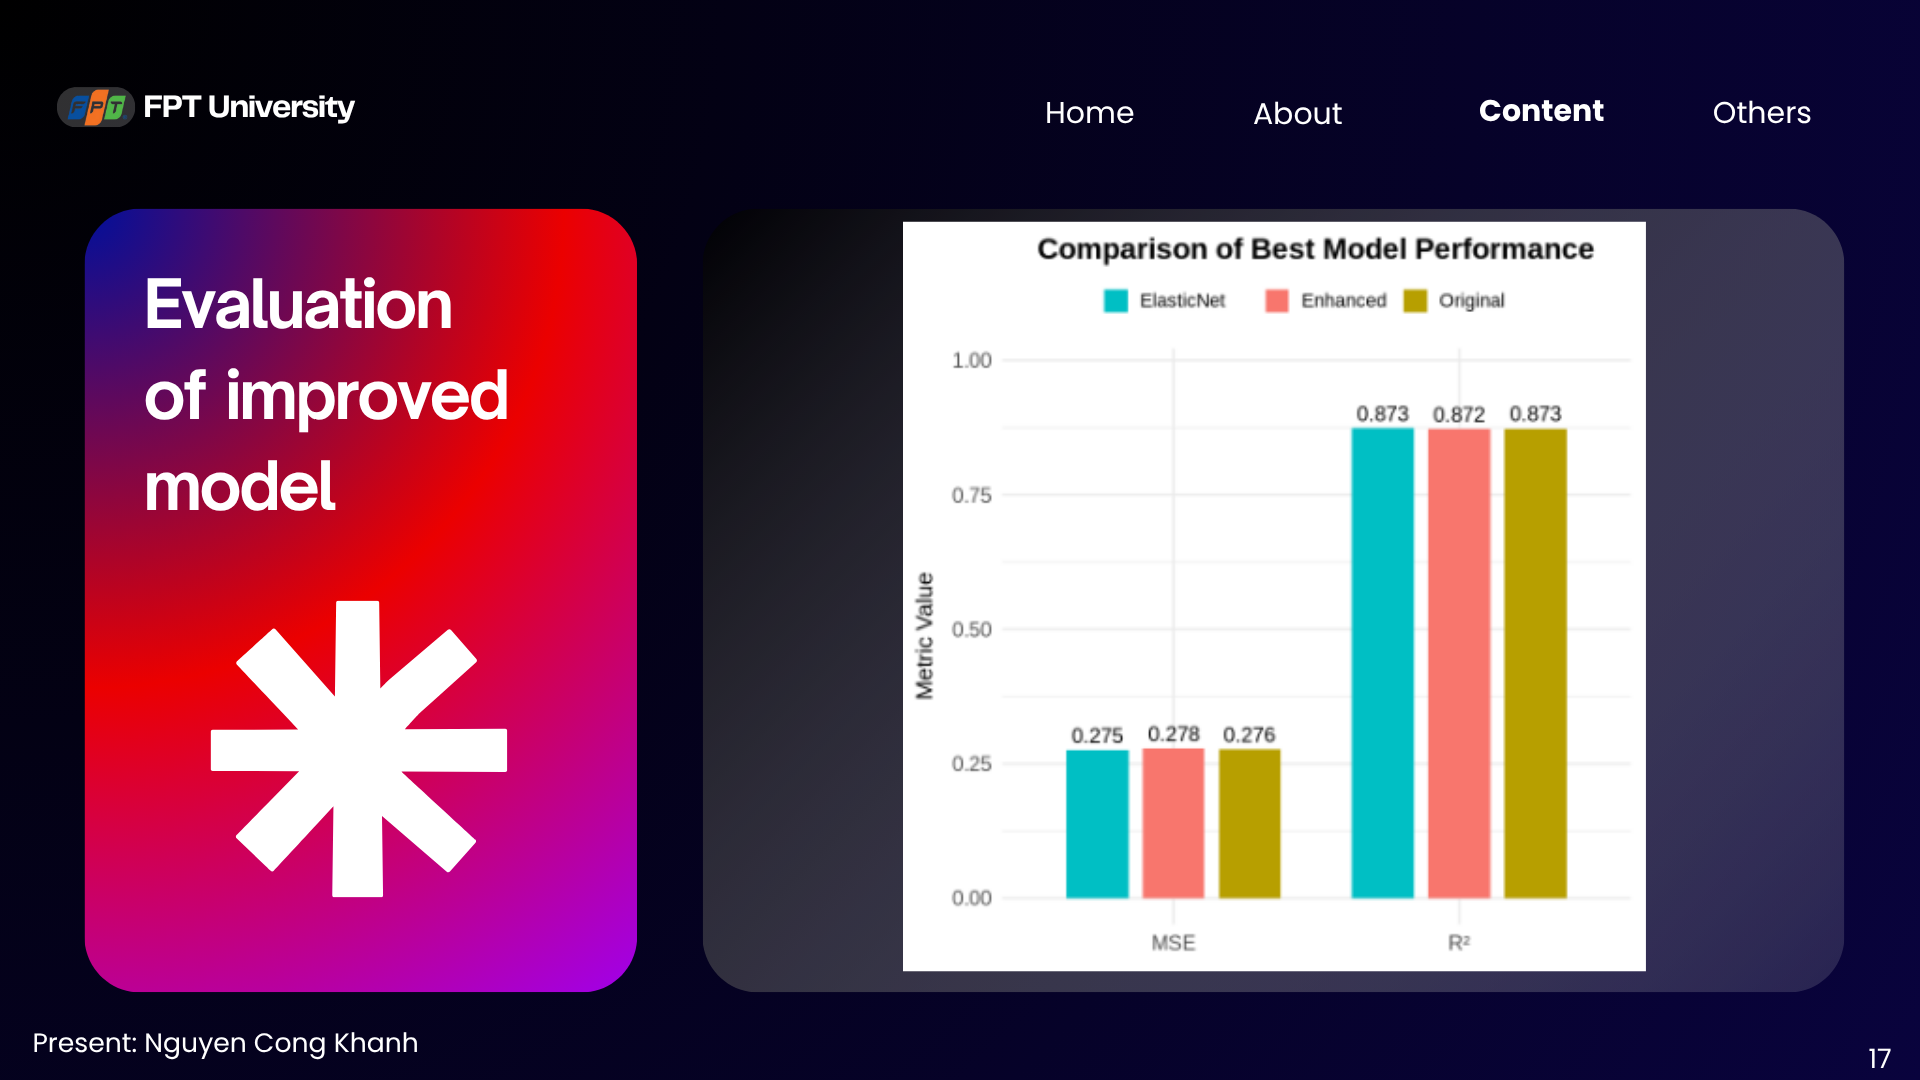 FPT FPT University
Home About Content Others
Evaluation
of improved
model
Comparison of Best Model Performance
ElasticNet Enhanced Original
1.00
0.75
0.50
0.25
0.00
Metric Value
0.873 0.872 0.873
0.275 0.278 0.276
MSE R²
Present: Nguyen Cong Khanh
17